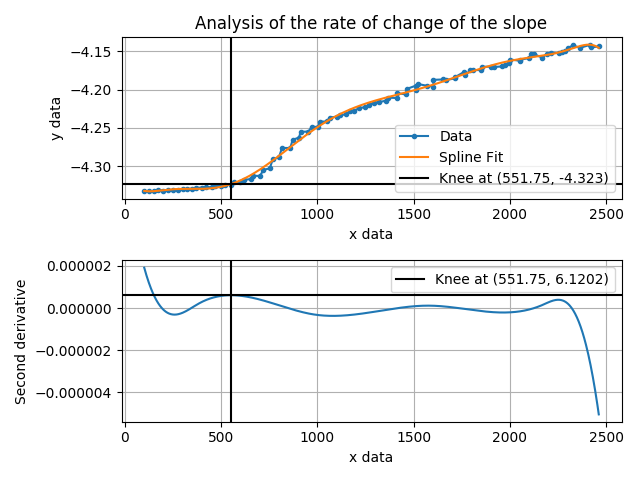 Analysis of the rate of change of the slope
−4.15
−4.20
−4.25
−4.30
y data
Data
Spline Fit
Knee at (551.75, -4.323)
0 500 1000 1500 2000 2500
x data
0.000002
0.000000
−0.000002
−0.000004
Second derivative
Knee at (551.75, 6.1202)
0 500 1000 1500 2000 2500
x data